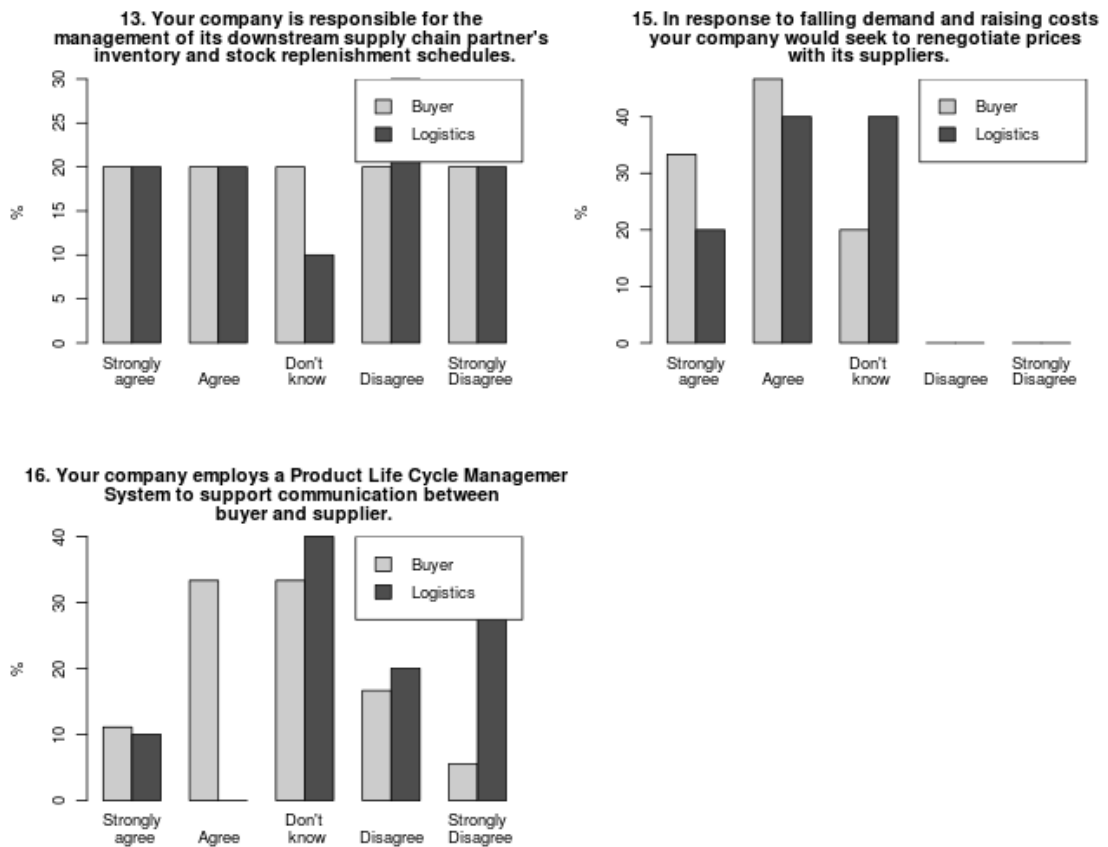 13. Your company is responsible for the
management of its downstream supply chain partner's
inventory and stock replenishment schedules.
30
25
20
15
10
5
0
%
Buyer
Logistics
Strongly
agree
Agree
Don't
know
Disagree
Strongly
Disagree
15. In response to falling demand and raising costs
your company would seek to renegotiate prices
with its suppliers.
40
30
20
10
0
%
Buyer
Logistics
Strongly
agree
Agree
Don't
know
Disagree
Strongly
Disagree
16. Your company employs a Product Life Cycle Managemer
System to support communication between
buyer and supplier.
40
30
20
10
0
%
Buyer
Logistics
Strongly
agree
Agree
Don't
know
Disagree
Strongly
Disagree